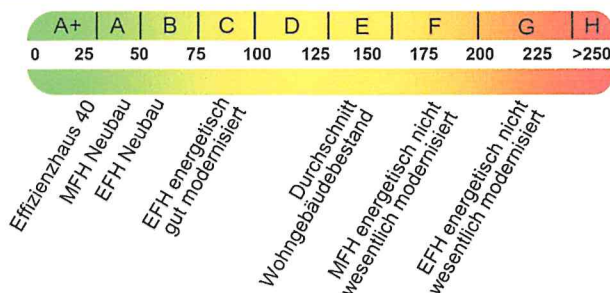 A+ A B C D E F G H
0 25 50 75 100 125 150 175 200 225 >250
Effizienzhaus 40
MFH Neubau
EFH Neubau
EFH energetisch
gut modernisiert
Durchschnitt
Wohngebäudebestand
MFH energetisch nicht
wesentlich modernisiert
EFH energetisch nicht
wesentlich modernisiert